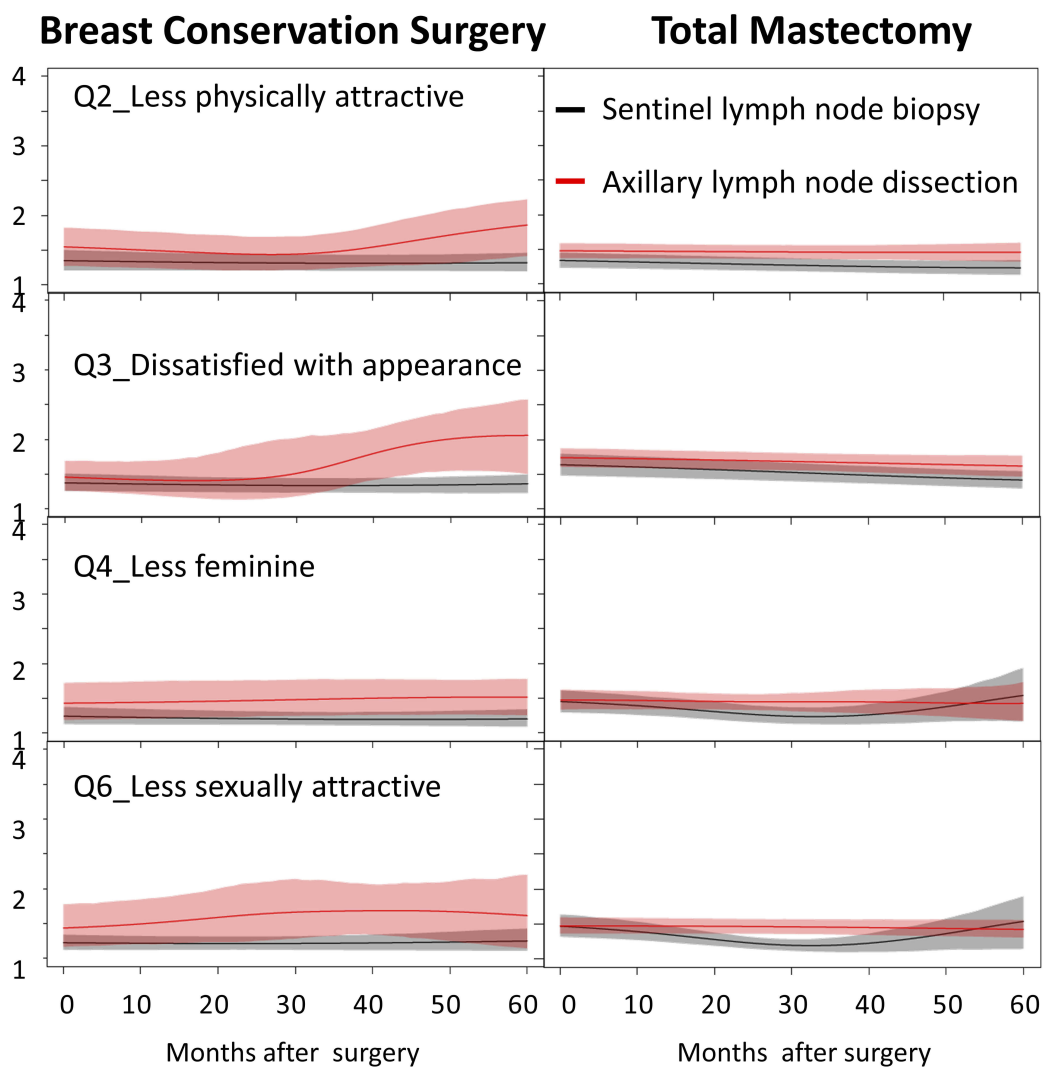 Breast Conservation Surgery
Total Mastectomy
4
Q2_Less physically attractive
3
2
1
Sentinel lymph node biopsy
Axillary lymph node dissection
4
Q3_Dissatisfied with appearance
3
2
1
4
Q4_Less feminine
3
2
1
4
Q6_Less sexually attractive
3
2
1
0 10 20 30 40 50 60
0 10 20 30 40 50 60
Months after surgery
Months after surgery